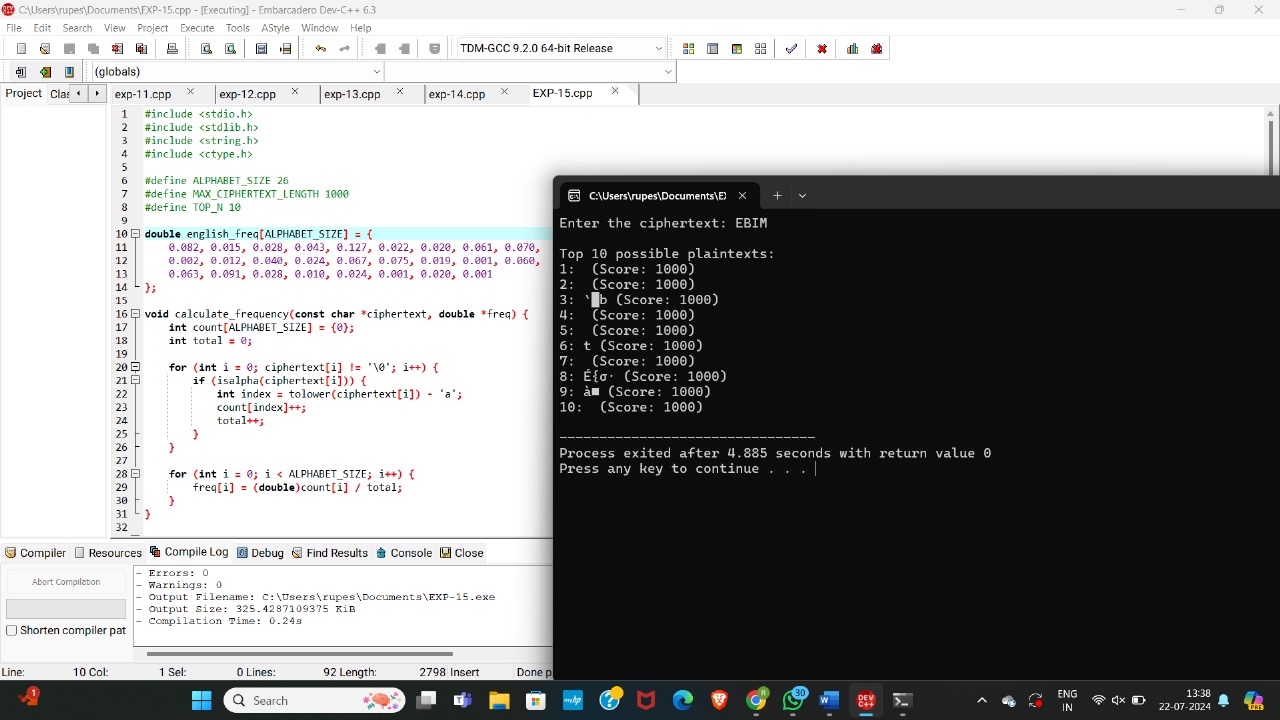 C:\Users\rupes\Documents\EXP-15.cpp - [Executing] - Embarcadero Dev-C++ 6.3
File Edit Search View Project Execute Tools AStyle Window Help
TDM-GCC 9.2.0 64-bit Release
(globals)
Project Clas exp-11.cpp exp-12.cpp exp-13.cpp exp-14.cpp EXP-15.cpp
1 #include <stdio.h>
2 #include <stdlib.h>
3 #include <string.h>
4 #include <ctype.h>
5
6 #define ALPHABET_SIZE 26
7 #define MAX_CIPHERTEXT_LENGTH 1000
8 #define TOP_N 10
9
10 double english_freq[ALPHABET_SIZE] = {
11 0.082, 0.015, 0.028, 0.043, 0.127, 0.022, 0.020, 0.061, 0.070,
12 0.002, 0.012, 0.040, 0.024, 0.067, 0.075, 0.019, 0.001, 0.060,
13 0.063, 0.091, 0.028, 0.010, 0.024, 0.001, 0.020, 0.001
14 };
15
16 void calculate_frequency(const char *ciphertext, double *freq) {
17 int count[ALPHABET_SIZE] = {0};
18 int total = 0;
19
20 for (int i = 0; ciphertext[i] != '\0'; i++) {
21 if (isalpha(ciphertext[i])) {
22 int index = tolower(ciphertext[i]) - 'a';
23 count[index]++;
24 total++;
25 }
26 }
27
28 for (int i = 0; i < ALPHABET_SIZE; i++) {
29 freq[i] = (double)count[i] / total;
30 }
31 }
32
C:\Users\rupes\Documents\E
Enter the ciphertext: EBIM
Top 10 possible plaintexts:
1: (Score: 1000)
2: (Score: 1000)
3: `█b (Score: 1000)
4: (Score: 1000)
5: (Score: 1000)
6: t (Score: 1000)
7: (Score: 1000)
8: É{σ· (Score: 1000)
9: à■ (Score: 1000)
10: (Score: 1000)
--------------------------------
Process exited after 4.885 seconds with return value 0
Press any key to continue . . .
Compiler Resources Compile Log Debug Find Results Console Close
Abort Compilation
Shorten compiler pat
- Errors: 0
- Warnings: 0
- Output Filename: C:\Users\rupes\Documents\EXP-15.exe
- Output Size: 325.4287109375 KiB
- Compilation Time: 0.24s
Line: 10 Col: 1 Sel: 0 Lines: 92 Length: 2798 Insert Done p
1
Search
30
ENG
IN
13:38
22-07-2024